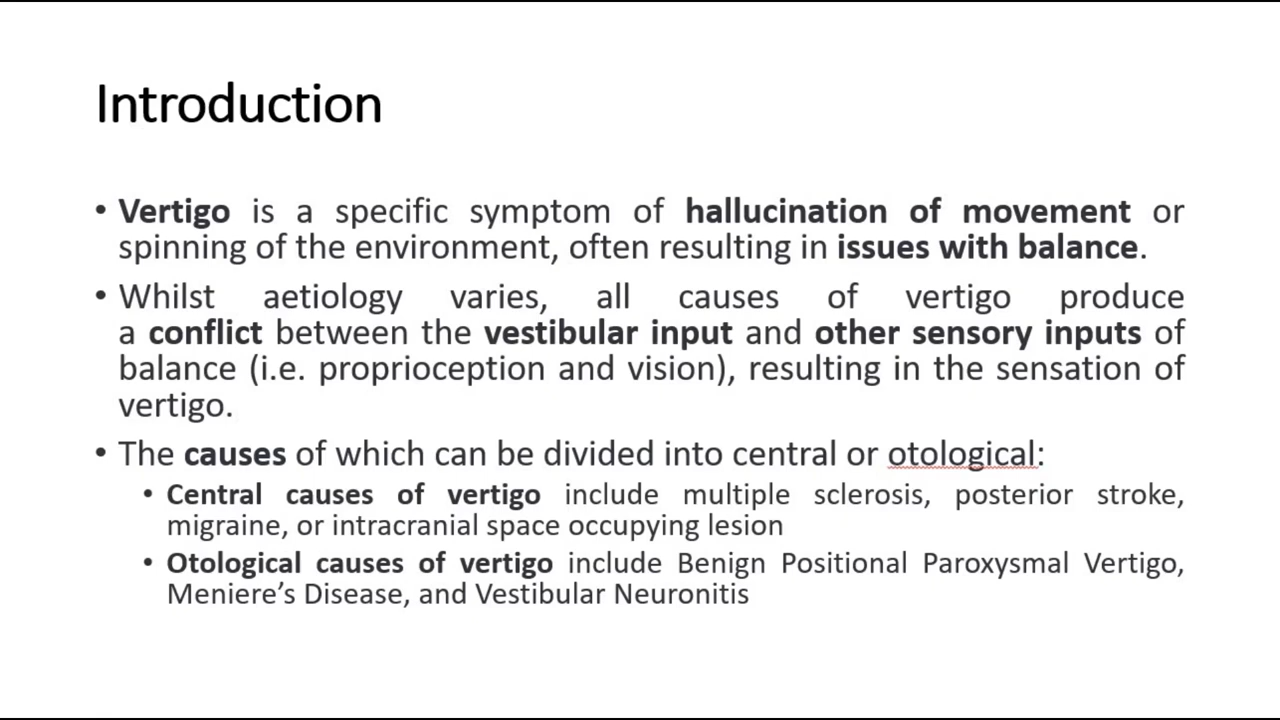 Introduction
• Vertigo is a specific symptom of hallucination of movement or
spinning of the environment, often resulting in issues with balance.
• Whilst aetiology varies, all causes of vertigo produce
a conflict between the vestibular input and other sensory inputs of
balance (i.e. proprioception and vision), resulting in the sensation of
vertigo.
• The causes of which can be divided into central or otological:
• Central causes of vertigo include multiple sclerosis, posterior stroke,
migraine, or intracranial space occupying lesion
• Otological causes of vertigo include Benign Positional Paroxysmal Vertigo,
Meniere’s Disease, and Vestibular Neuronitis